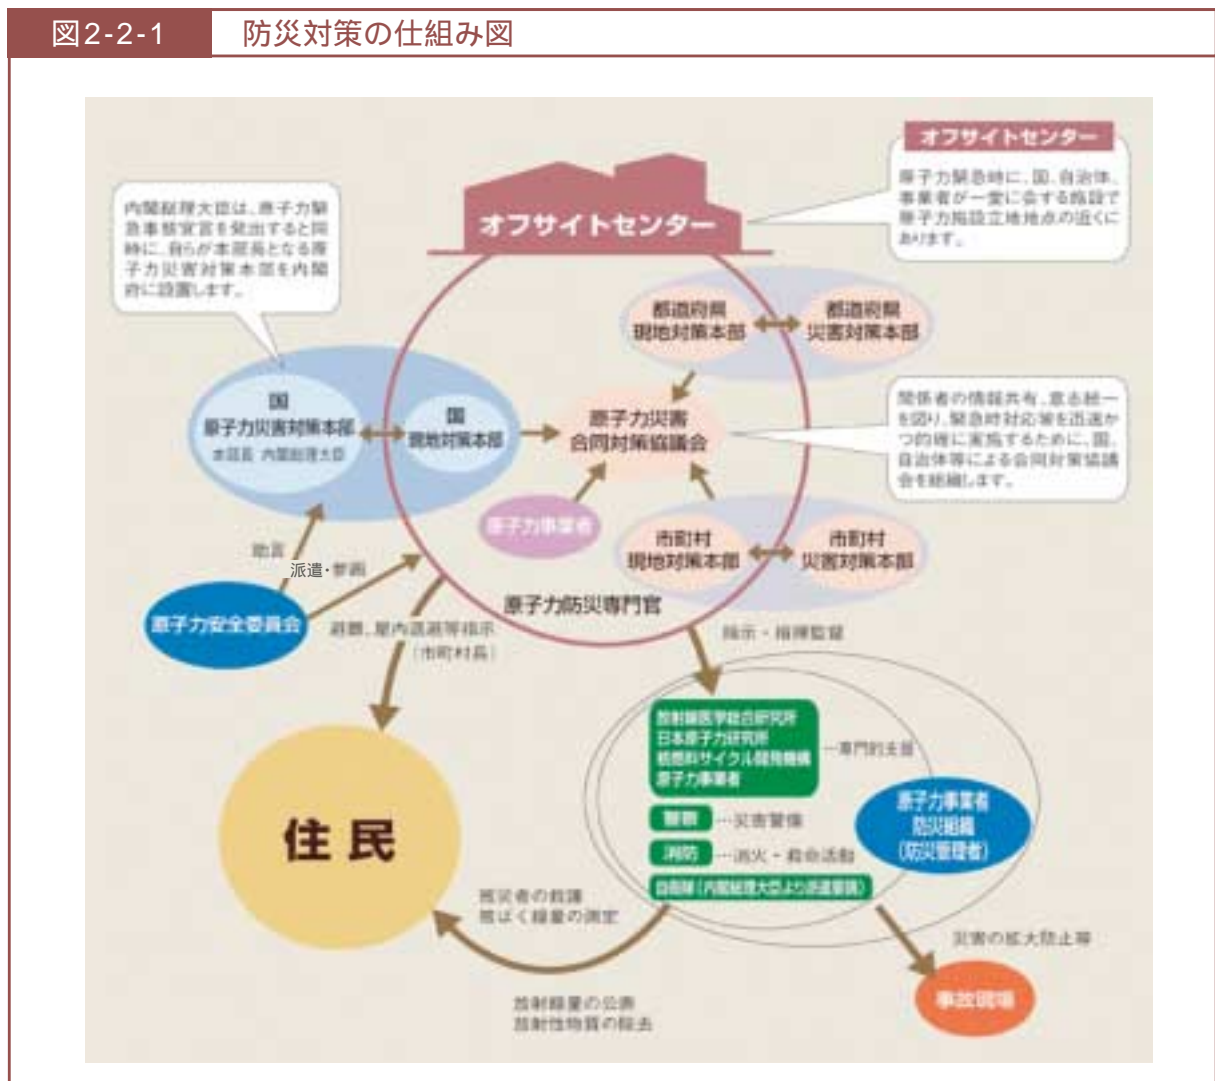 図2-2-1 防災対策の仕組み図
オフサイトセンター
原子力緊急時に、国、自治体、
事業者が一堂に会する施設で
原子力施設立地地点の近くに
あります。
オフサイトセンター
内閣総理大臣は、原子力緊
急事態宣言を発出すると同
時に、自らが本部長となる原
子力災害対策本部を内閣
府に設置します。
都道府県
現地対策本部
都道府県
災害対策本部
国
原子力災害対策本部
本部長 内閣総理大臣
国
現地対策本部
原子力災害
合同対策協議会
関係者の情報共有、意志統一
を図り、緊急時対応等を迅速か
つ的確に実施するために、国、
自治体等による合同対策協議
会を組織します。
原子力事業者
市町村
現地対策本部
市町村
災害対策本部
助言
派遣・参画
原子力安全委員会
原子力防災専門官
避難、屋内退避等指示
(市町村長)
指示・指揮監督
放射線医学総合研究所
日本原子力研究所
核燃料サイクル開発機構
原子力事業者
…専門的支援
警察 …災害警備
消防 …消火・救命活動
自衛隊(内閣総理大臣より派遣要請)
原子力事業者
防災組織
(防災管理者)
住民
被災者の救護
被ばく線量の測定
放射線量の公表
放射性物質の除去
災害の拡大防止等
事故現場